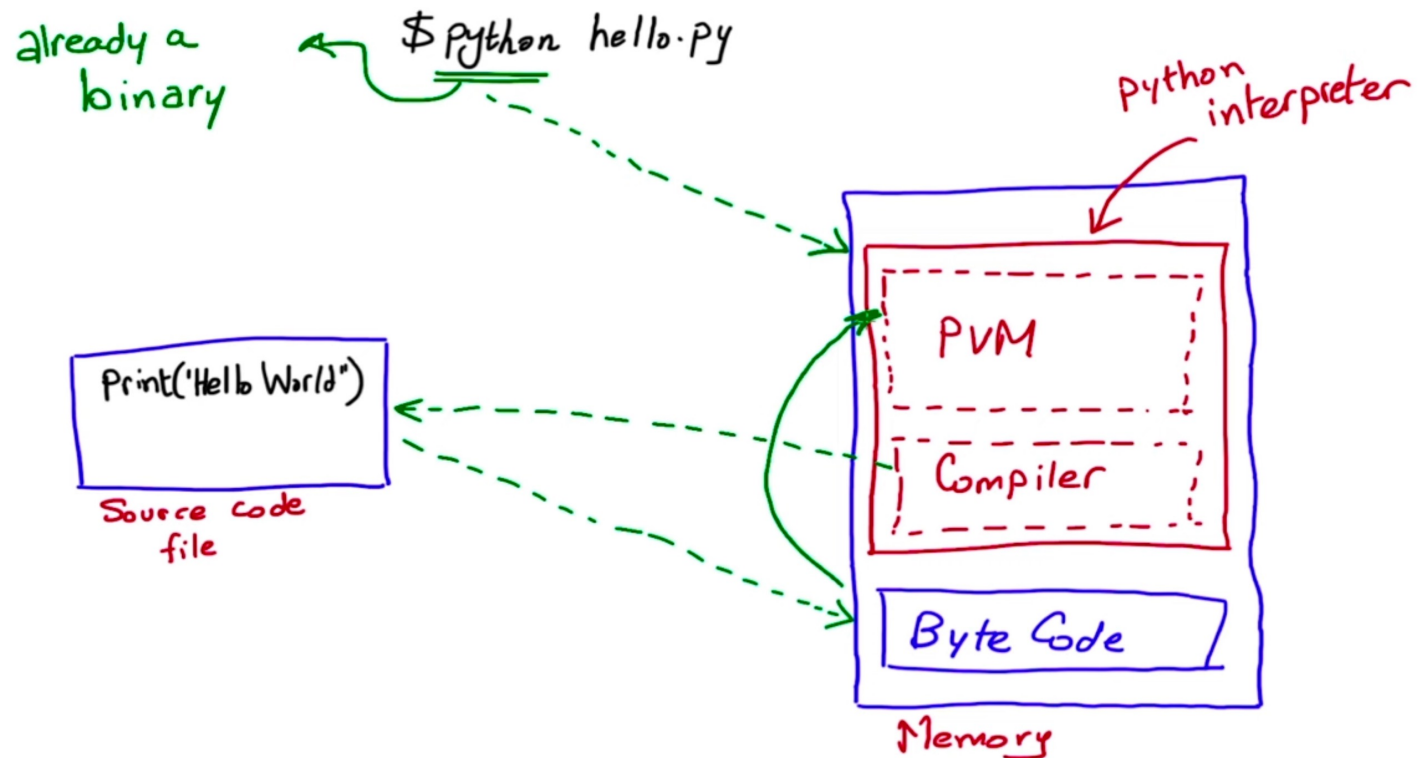 $ python hello.py
already a
binary
python
interpreter
PVM
Print('Hello World")
Compiler
Source code
file
Byte Code
Memory